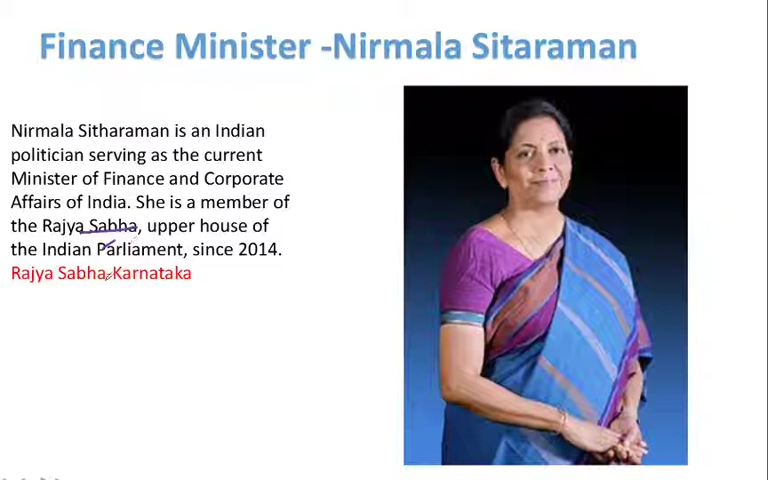 Finance Minister -Nirmala Sitaraman
Nirmala Sitharaman is an Indian
politician serving as the current
Minister of Finance and Corporate
Affairs of India. She is a member of
the Rajya Sabha, upper house of
the Indian Parliament, since 2014.
Rajya Sabha,Karnataka